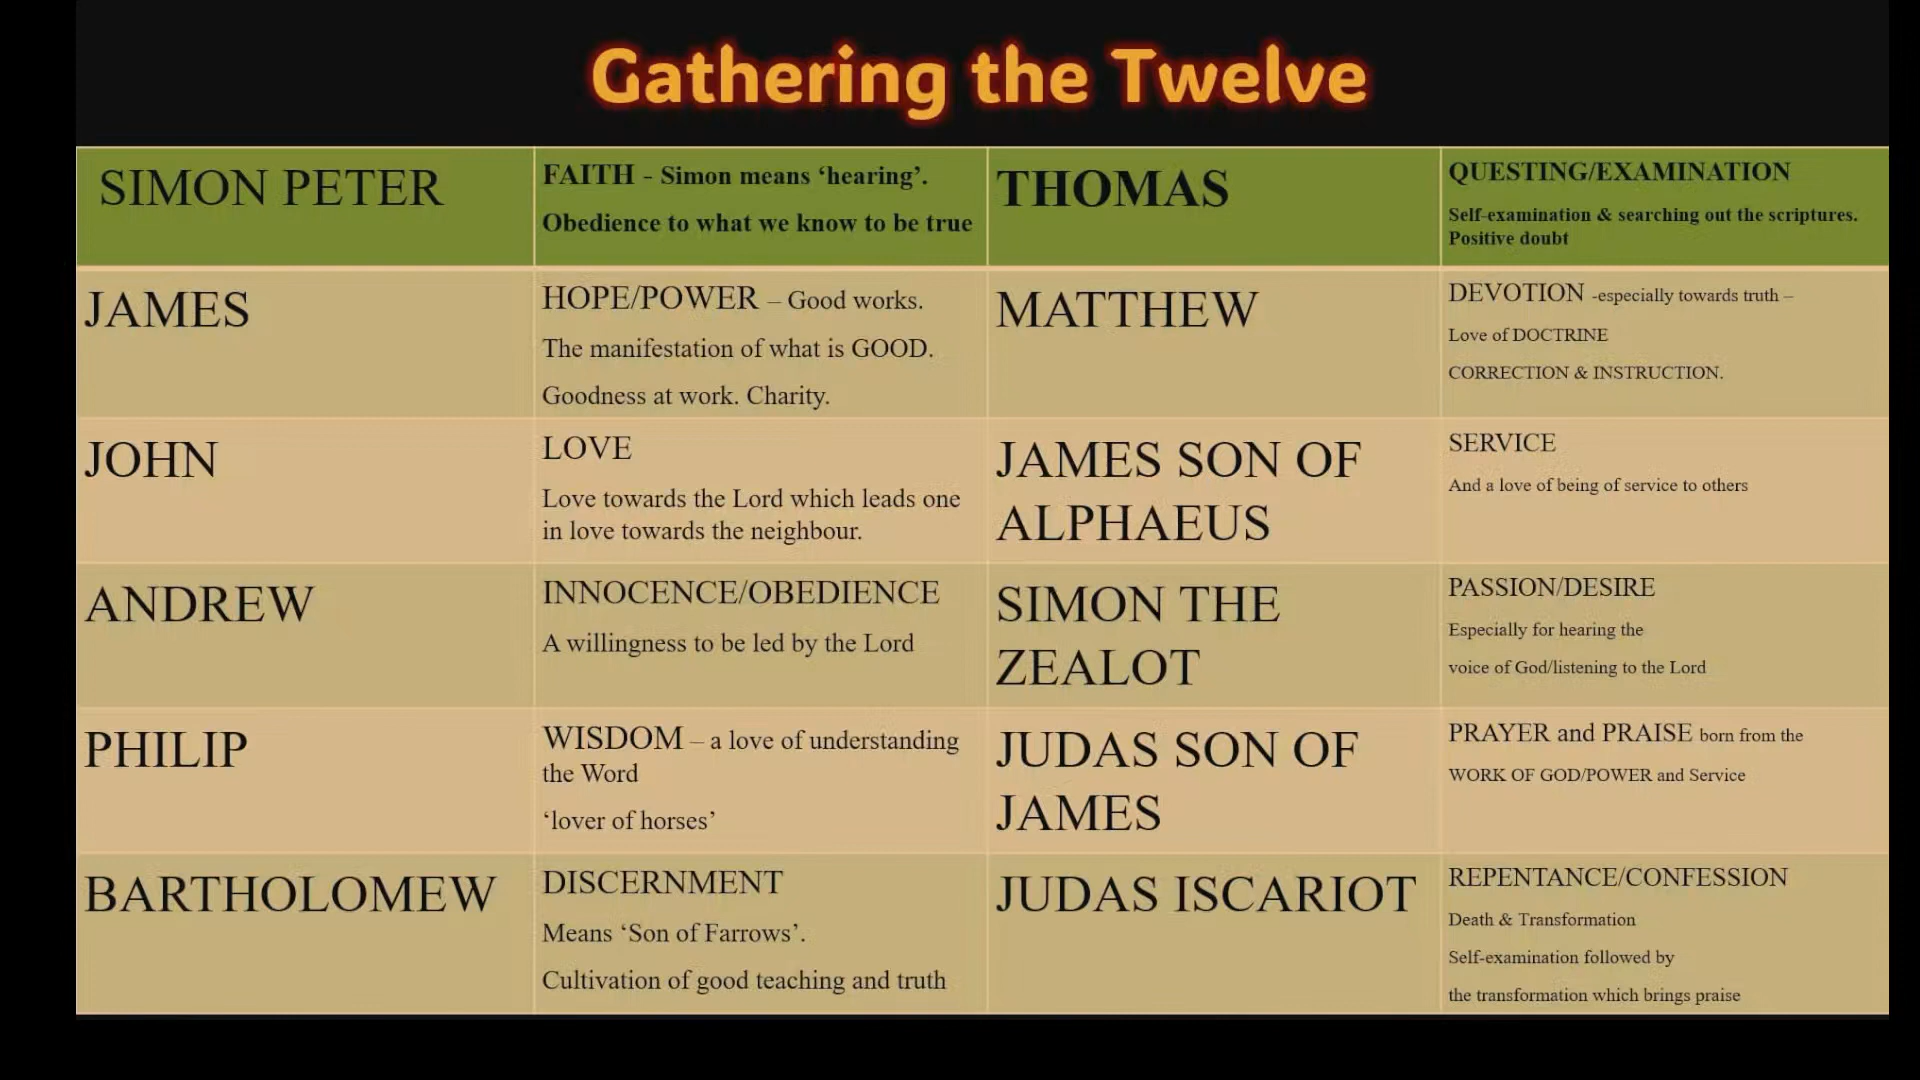 Gathering the Twelve
SIMON PETER
FAITH - Simon means ‘hearing’.
Obedience to what we know to be true
THOMAS
QUESTING/EXAMINATION
Self-examination & searching out the scriptures.
Positive doubt
JAMES
HOPE/POWER – Good works.
The manifestation of what is GOOD.
Goodness at work. Charity.
MATTHEW
DEVOTION -especially towards truth –
Love of DOCTRINE
CORRECTION & INSTRUCTION.
JOHN
LOVE
Love towards the Lord which leads one
in love towards the neighbour.
JAMES SON OF
ALPHAEUS
SERVICE
And a love of being of service to others
ANDREW
INNOCENCE/OBEDIENCE
A willingness to be led by the Lord
SIMON THE
ZEALOT
PASSION/DESIRE
Especially for hearing the
voice of God/listening to the Lord
PHILIP
WISDOM – a love of understanding
the Word
‘lover of horses’
JUDAS SON OF
JAMES
PRAYER and PRAISE born from the
WORK OF GOD/POWER and Service
BARTHOLOMEW
DISCERNMENT
Means ‘Son of Farrows’.
Cultivation of good teaching and truth
JUDAS ISCARIOT
REPENTANCE/CONFESSION
Death & Transformation
Self-examination followed by
the transformation which brings praise